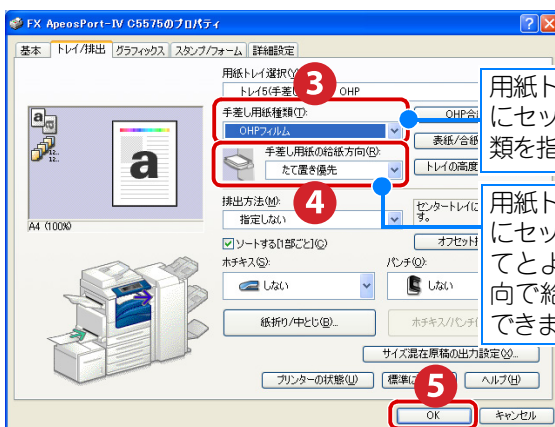 FX ApeosPort-IV C5575のプロパティ
基本 トレイ/排出 グラフィックス スタンプ/フォーム 詳細設定
用紙トレイ選択(Y)
3
トレイ5(手差し OHP
手差し用紙種類(T):
OHP合
OHPフィルム
表紙/合紙
手差し用紙の給紙方向(R):
たて置き優先
トレイの高度
用紙ト
にセッ
類を指
4
排出方法(M):
指定しない
センタートレイに
す。
用紙ト
にセッ
てとよ
向で給
できま
A4 (100%)
a
12..
12..
a
ソートする[1部ごと](C)
オフセット排
ホチキス(S):
しない
パンチ(O):
しない
紙折り/中とじ(B)...
ホチキス/パンチ
サイズ混在原稿の出力設定(X)...
プリンターの状態(U)
標準に
ヘルプ(H)
5
OK
キャンセル